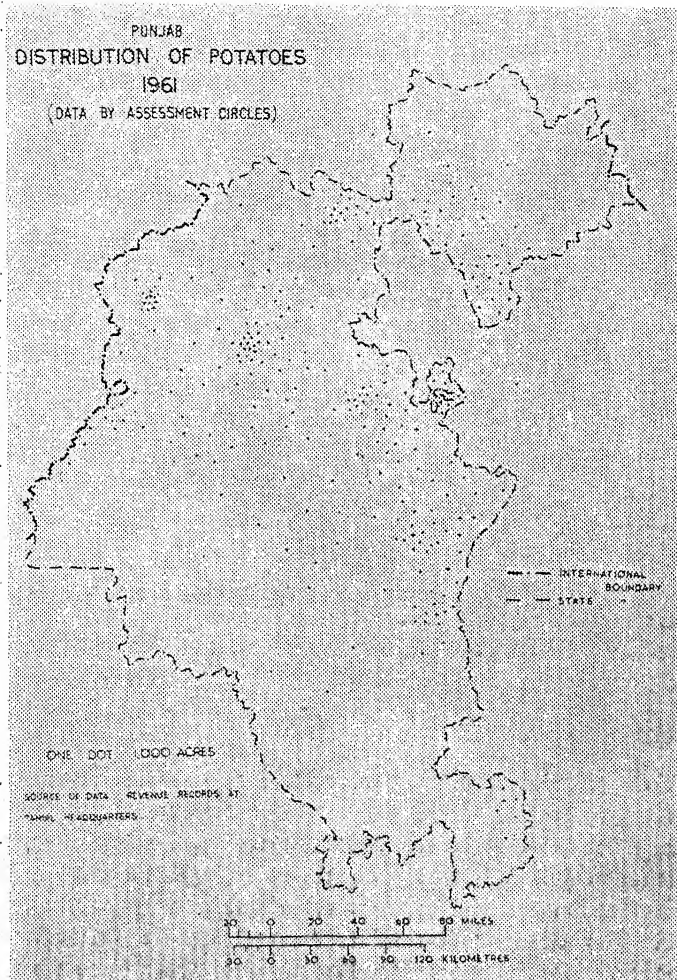 PUNJAB
DISTRIBUTION OF POTATOES
1961
(DATA BY ASSESSMENT CIRCLES)
INTERNATIONAL
BOUNDARY
STATE "
ONE DOT 1,000 ACRES
SOURCE OF DATA REVENUE RECORDS AT
TAHSIL HEADQUARTERS
20 0 20 40 60 80 MILES
30 0 30 60 90 120 KILOMETRES